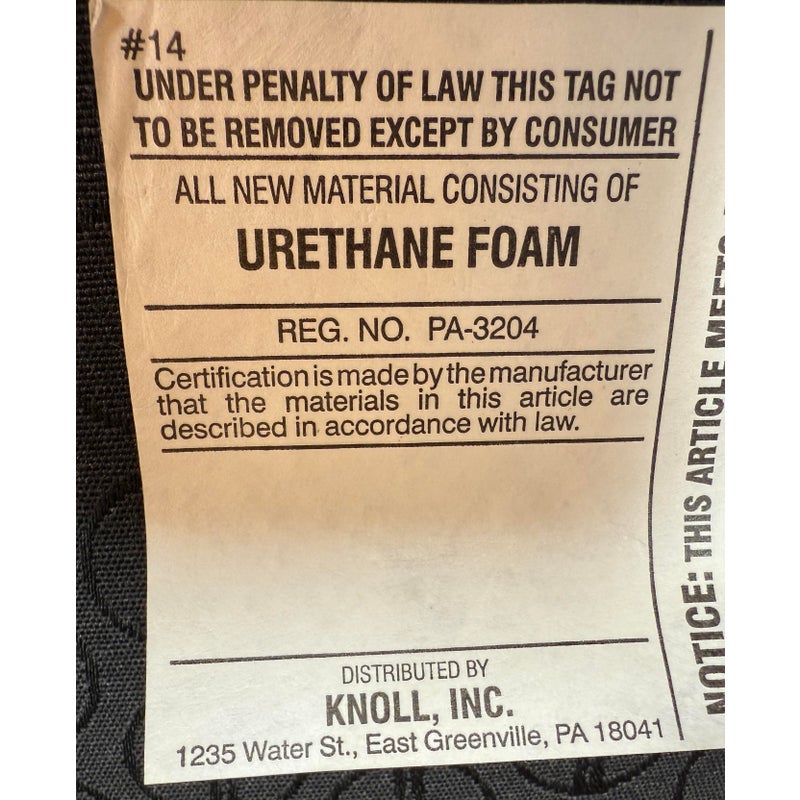 #14
UNDER PENALTY OF LAW THIS TAG NOT
TO BE REMOVED EXCEPT BY CONSUMER
ALL NEW MATERIAL CONSISTING OF
URETHANE FOAM
REG. NO. PA-3204
Certification is made by the manufacturer
that the materials in this article are
described in accordance with law.
DISTRIBUTED BY
KNOLL, INC.
1235 Water St., East Greenville, PA 18041
NOTICE: THIS ARTICLE MEETS